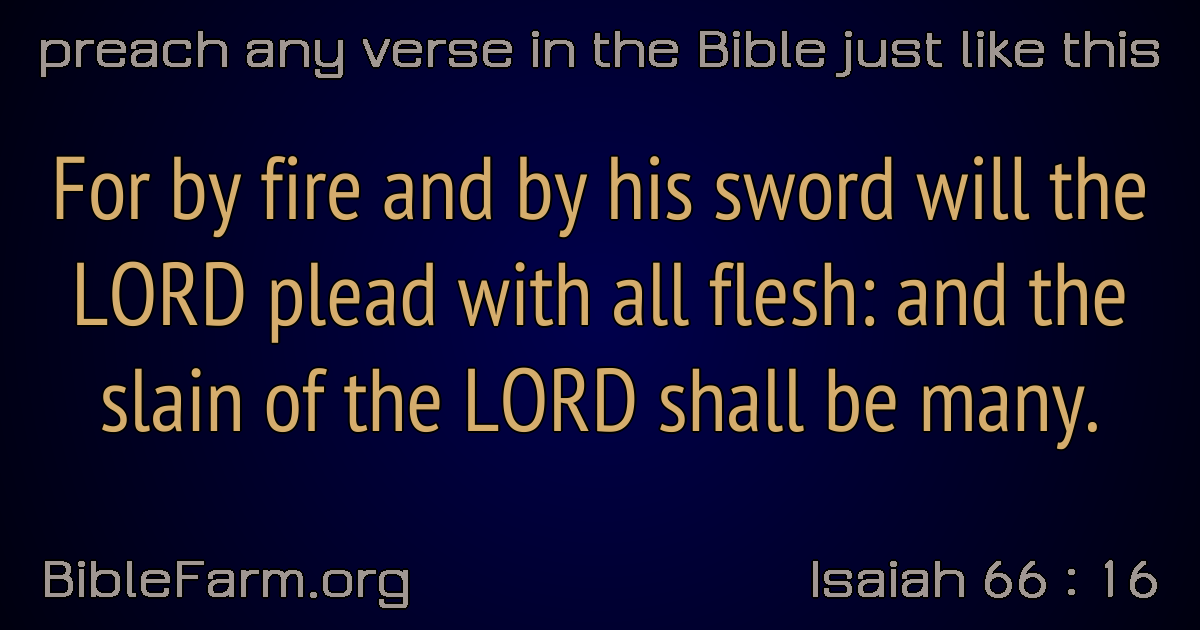 preach any verse in the Bible just like this
For by fire and by his sword will the
LORD plead with all flesh: and the
slain of the LORD shall be many.
BibleFarm.org
Isaiah 66 : 16